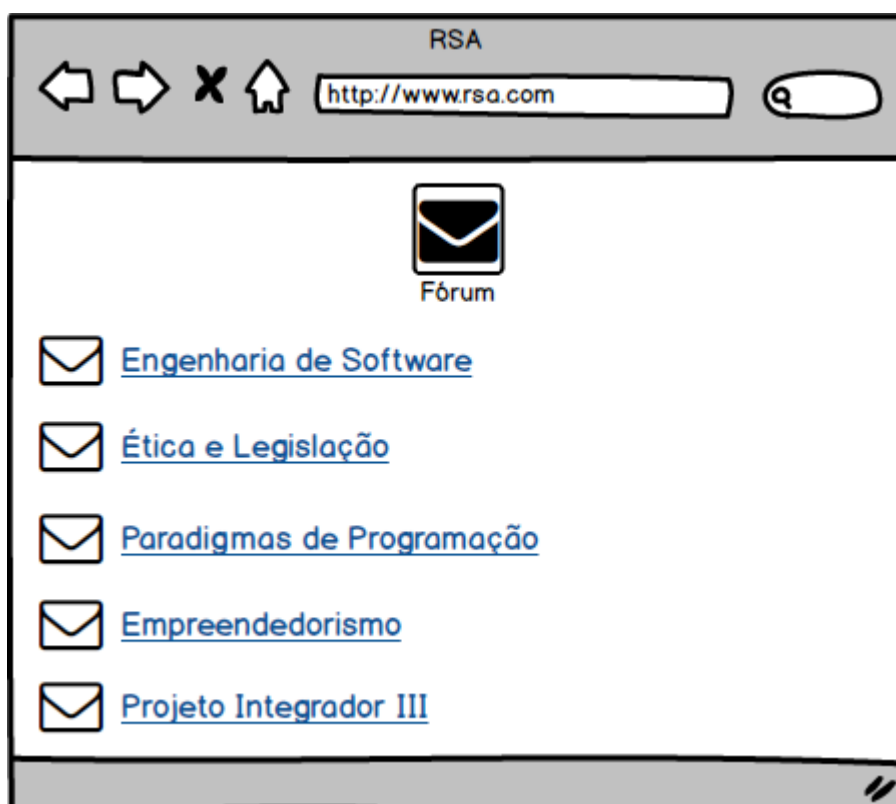 RSA
http://www.rsa.com
Fórum
Engenharia de Software
Ética e Legislação
Paradigmas de Programação
Empreendedorismo
Projeto Integrador III